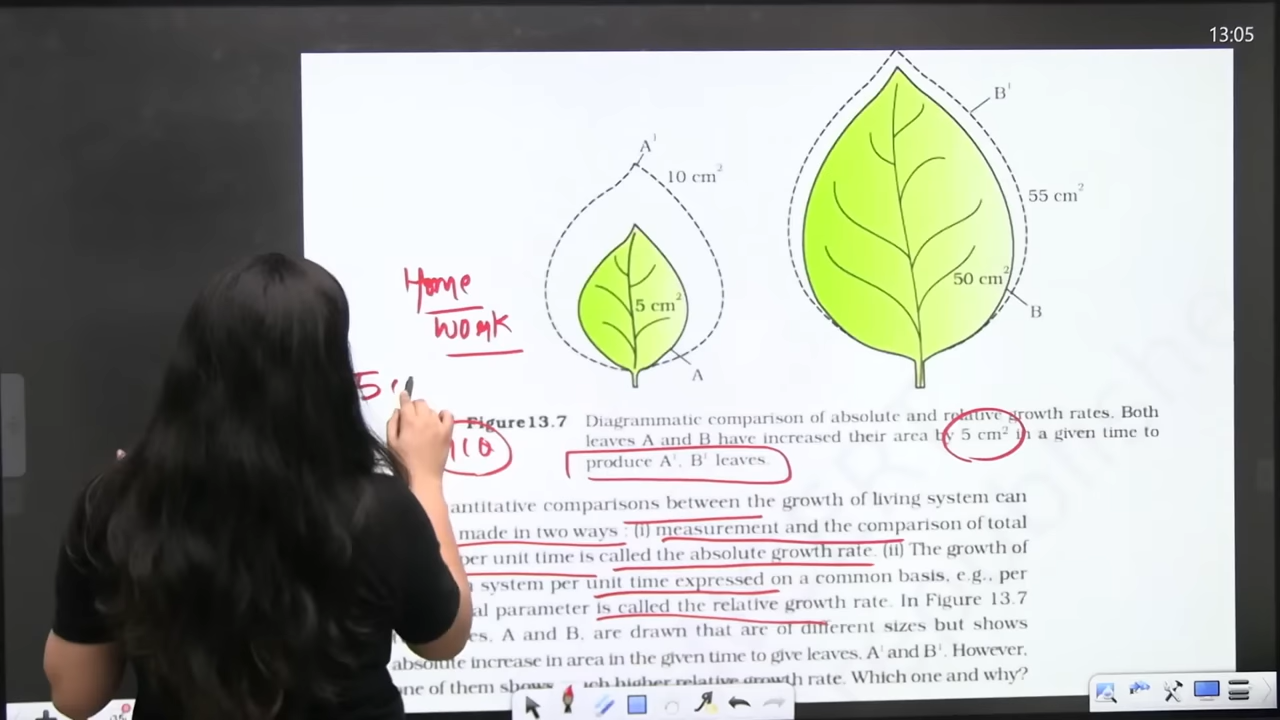 13:05
B'
A'
10 cm²
55 cm²
Home
work
5 cm²
50 cm²
B
A
5
Figure 13.7 Diagrammatic comparison of absolute and relative growth rates. Both
leaves A and B have increased their area by 5 cm² in a given time to
produce A', B' leaves.
antitative comparisons between the growth of living system can
made in two ways : (i) measurement and the comparison of total
per unit time is called the absolute growth rate. (ii) The growth of
system per unit time expressed on a common basis, e.g., per
al parameter is called the relative growth rate. In Figure 13.7
es, A and B, are drawn that are of different sizes but shows
absolute increase in area in the given time to give leaves, A' and B'. However,
one of them shows much higher relative growth rate. Which one and why?